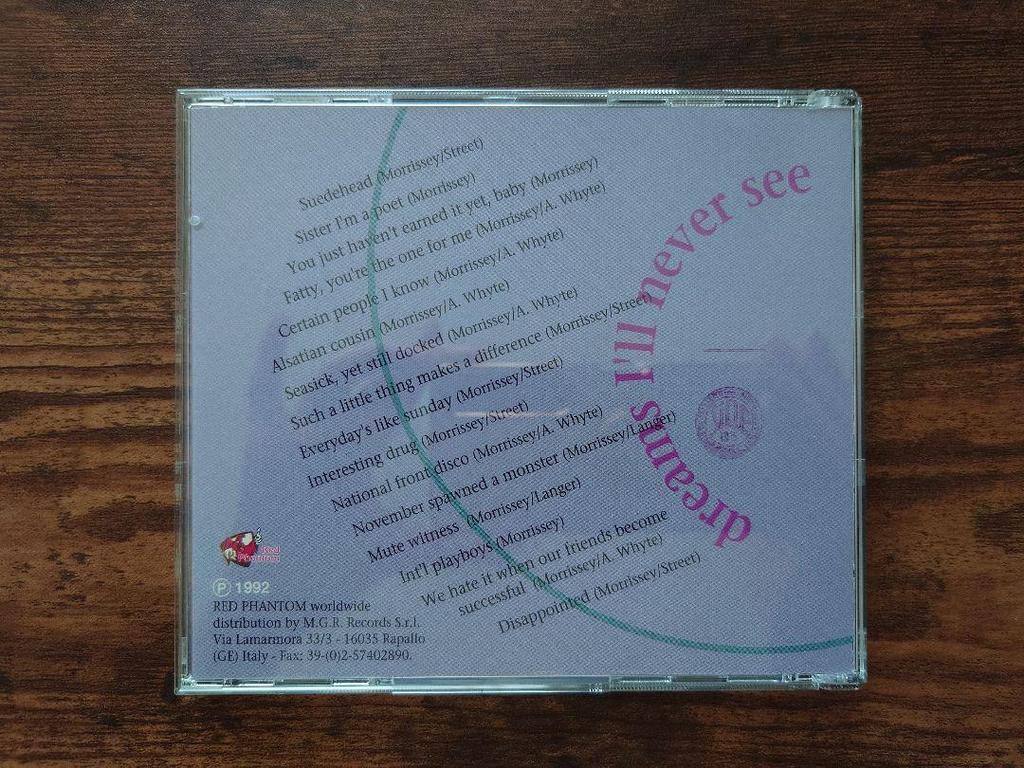 Suedehead (Morrissey/Street)
Sister I'm a poet (Morrissey)
You just haven't earned it yet, baby (Morrissey)
Fatty, you're the one for me (Morrissey/A. Whyte)
Certain people I know (Morrissey/A. Whyte)
Alsatian cousin (Morrissey/A. Whyte)
Seasick, yet still docked (Morrissey/A. Whyte)
Such a little thing makes a difference (Morrissey/Street)
Everyday's like sunday (Morrissey/Street)
Interesting drug (Morrissey/Street)
National front disco (Morrissey/A. Whyte)
November spawned a monster (Morrissey/Langer)
Mute witness (Morrissey/Langer)
Int'l playboys (Morrissey)
We hate it when our friends become
successful (Morrissey/A. Whyte)
Disappointed (Morrissey/Street)
dreams I'll never see
Red
Phantom
Ⓟ 1992
RED PHANTOM worldwide
distribution by M.G.R. Records S.r.l.
Via Lamarmora 33/3 - 16035 Rapallo
(GE) Italy - Fax: 39-(0)2-57402890.